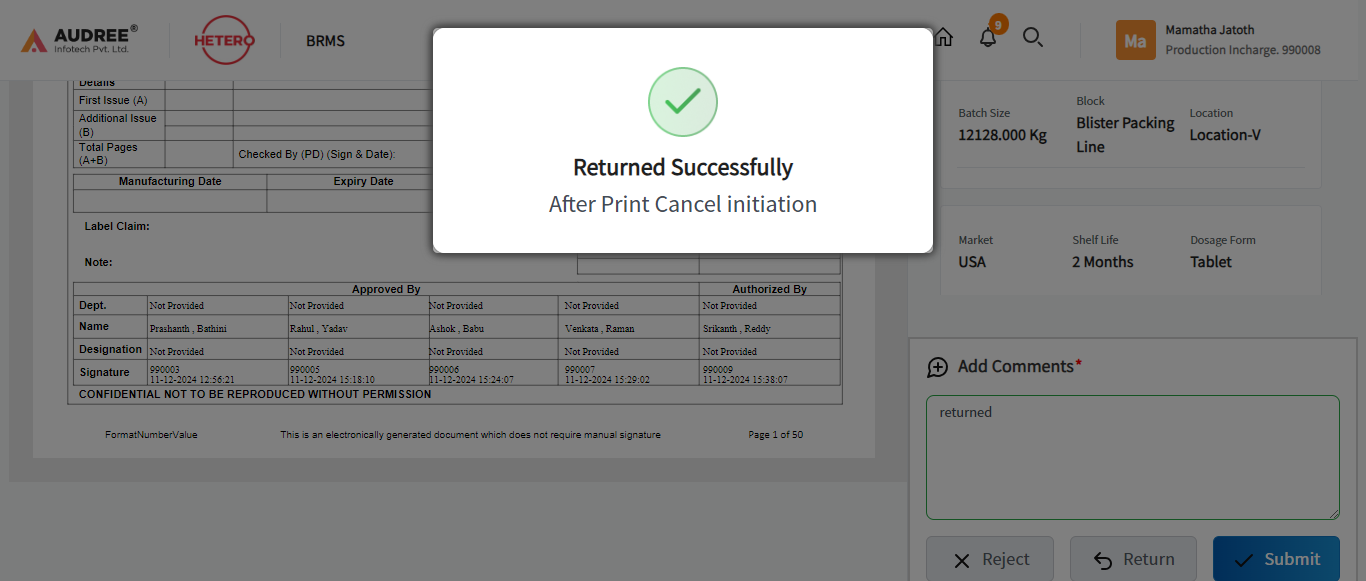 AUDREE®
Infotech Pvt. Ltd.
HETERO
BRMS
9
Ma
Mamatha Jatoth
Production Incharge. 990008
Returned Successfully
After Print Cancel initiation
Details
First Issue (A)
Additional Issue
(B)
Total Pages
(A+B)
Checked By (PD) (Sign & Date):
Manufacturing Date Expiry Date
Label Claim:
Note:
Approved By Authorized By
Dept. Not Provided Not Provided Not Provided Not Provided Not Provided
Name Prashanth , Bathini Rahul , Yadav Ashok , Babu Venkata , Raman Srikanth , Reddy
Designation Not Provided Not Provided Not Provided Not Provided Not Provided
Signature 990003 990005 990006 990007 990009
11-12-2024 12:56:21 11-12-2024 15:18:10 11-12-2024 15:24:07 11-12-2024 15:29:02 11-12-2024 15:38:07
CONFIDENTIAL NOT TO BE REPRODUCED WITHOUT PERMISSION
FormatNumberValue This is an electronically generated document which does not require manual signature Page 1 of 50
Batch Size Block Location
12128.000 Kg Blister Packing Location-V
Line
Market Shelf Life Dosage Form
USA 2 Months Tablet
Add Comments*
returned
Reject Return Submit